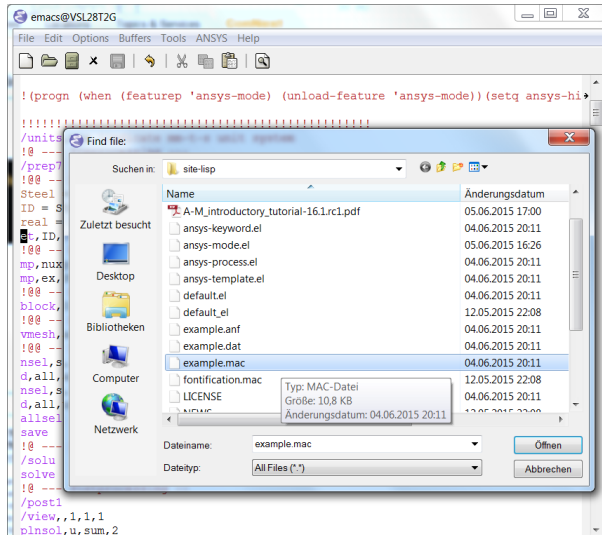 emacs@VSL28T2G
File Edit Options Buffers Tools ANSYS Help
!(progn (when (featurep 'ansys-mode) (unload-feature 'ansys-mode))(setq ansys-hi
!!!!!!!!!!!!!!!!!!!!!!!!!!!!!!!!!!!!!!!!!!!!!!!!!!
/units
!@ --
/prep7
!@@ --
Steel
ID = S
real =
et,ID,
!@@ --
mp,nux
mp,ex,
!@@ --
block,
!@@ --
vmesh,
!@@ --
nsel,s
d,all,
nsel,s
d,all,
allsel
save
!@ ---
/solu
solve
!@ ---
/post1
/view,,1,1,1
plnsol,u,sum,2
Find file:
Suchen in: site-lisp
Zuletzt besucht
Desktop
Bibliotheken
Computer
Netzwerk
Name Änderungsdatum
A-M_introductory_tutorial-16.1.rc1.pdf 05.06.2015 17:00
ansys-keyword.el 04.06.2015 20:11
ansys-mode.el 05.06.2015 16:26
ansys-process.el 04.06.2015 20:11
ansys-template.el 04.06.2015 20:11
default.el 04.06.2015 20:11
default_el 12.05.2015 22:08
example.anf 04.06.2015 20:11
example.dat 04.06.2015 20:11
example.mac 04.06.2015 20:11
fontification.mac 12.05.2015 22:08
LICENSE 04.06.2015 20:11
Typ: MAC-Datei
Größe: 10,8 KB
Änderungsdatum: 04.06.2015 20:11
Dateiname: example.mac Öffnen
Dateityp: All Files (*.*) Abbrechen